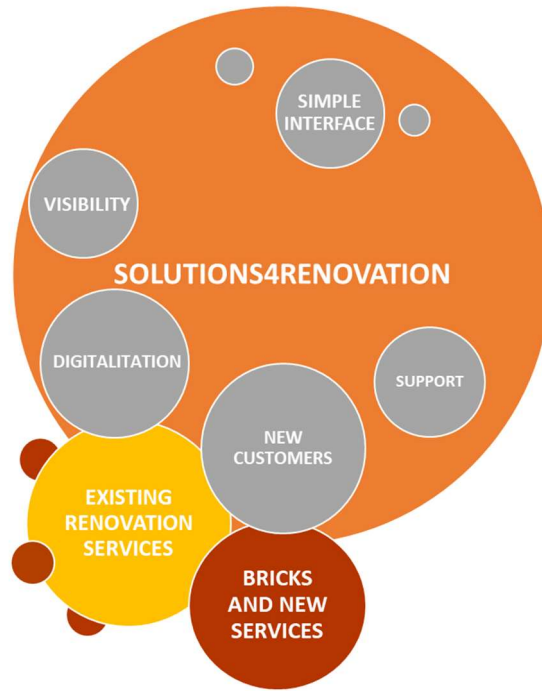 SIMPLE
INTERFACE
VISIBILITY
SOLUTIONS4RENOVATION
DIGITALITATION
SUPPORT
NEW
CUSTOMERS
EXISTING
RENOVATION
SERVICES
BRICKS
AND NEW
SERVICES